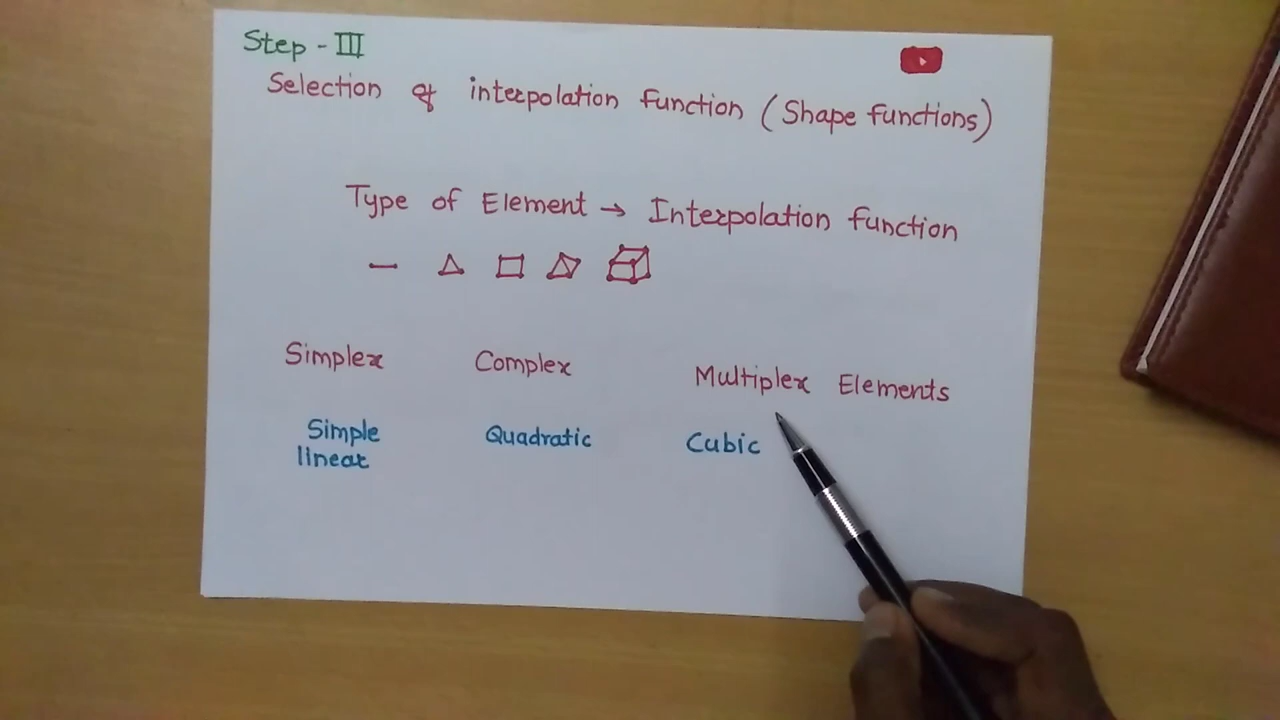 Step - III
Selection of interpolation function (Shape functions)
Type of Element → Interpolation function
Simplex Complex Multiplex Elements
Simple Quadratic Cubic
linear